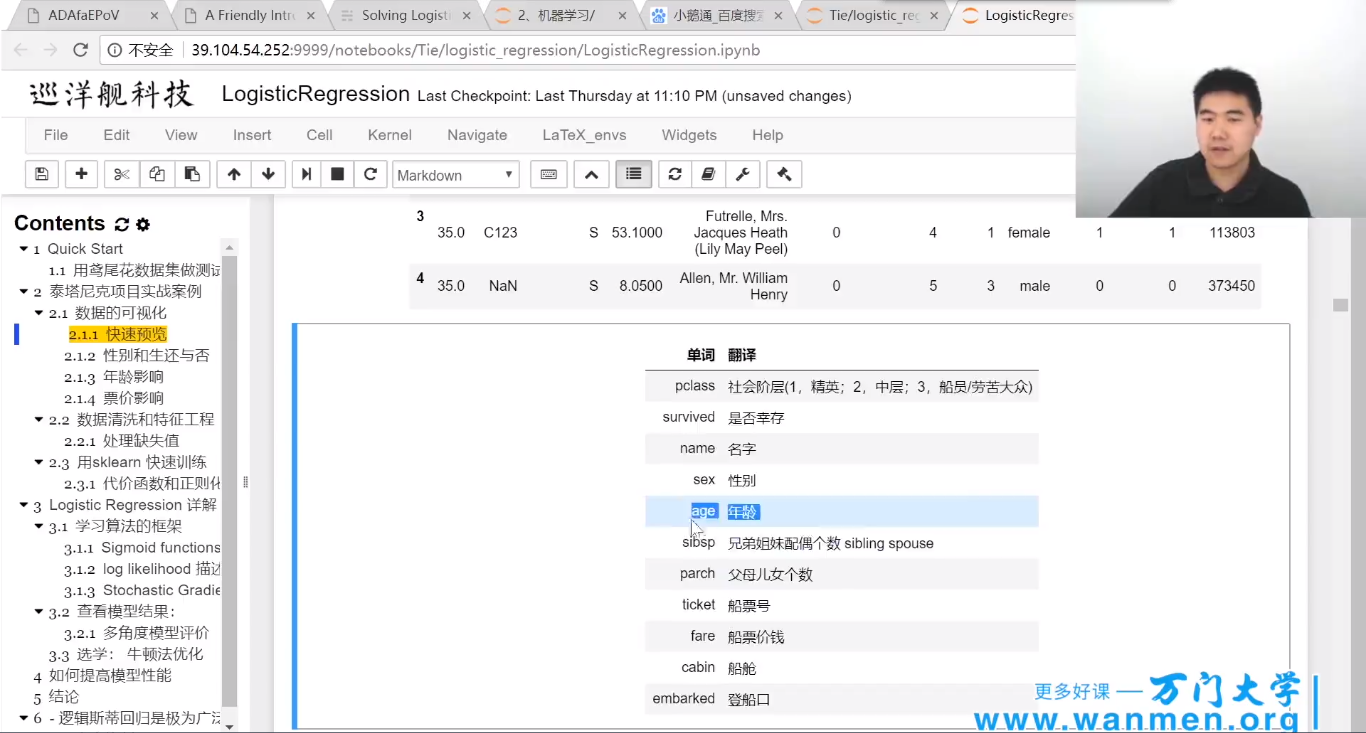 ADAfaEPoV
A Friendly Intr
Solving Logisti
2、机器学习/
小鹅通_百度搜索
Tie/logistic_reg
LogisticRegres
不安全 39.104.54.252:9999/notebooks/Tie/logistic_regression/LogisticRegression.ipynb
巡洋舰科技 LogisticRegression Last Checkpoint: Last Thursday at 11:10 PM (unsaved changes)
File Edit View Insert Cell Kernel Navigate LaTeX_envs Widgets Help
Markdown
Contents
1 Quick Start
1.1 用鸢尾花数据集做测试
2 泰塔尼克项目实战案例
2.1 数据的可视化
2.1.1 快速预览
2.1.2 性别和生还与否
2.1.3 年龄影响
2.1.4 票价影响
2.2 数据清洗和特征工程
2.2.1 处理缺失值
2.3 用sklearn 快速训练
2.3.1 代价函数和正则化
3 Logistic Regression 详解
3.1 学习算法的框架
3.1.1 Sigmoid functions
3.1.2 log likelihood 描述
3.1.3 Stochastic Gradie
3.2 查看模型结果:
3.2.1 多角度模型评价
3.3 选学: 牛顿法优化
4 如何提高模型性能
5 结论
6 - 逻辑斯蒂回归是极为广泛
3 35.0 C123 S 53.1000 Futrelle, Mrs. Jacques Heath (Lily May Peel) 0 4 1 female 1 1 113803
4 35.0 NaN S 8.0500 Allen, Mr. William Henry 0 5 3 male 0 0 373450
单词 翻译
pclass 社会阶层(1，精英；2，中层；3，船员/劳苦大众)
survived 是否幸存
name 名字
sex 性别
age 年龄
sibsp 兄弟姐妹配偶个数 sibling spouse
parch 父母儿女个数
ticket 船票号
fare 船票价钱
cabin 船舱
embarked 登船口
更多好课 — 万门大学
www.wanmen.org